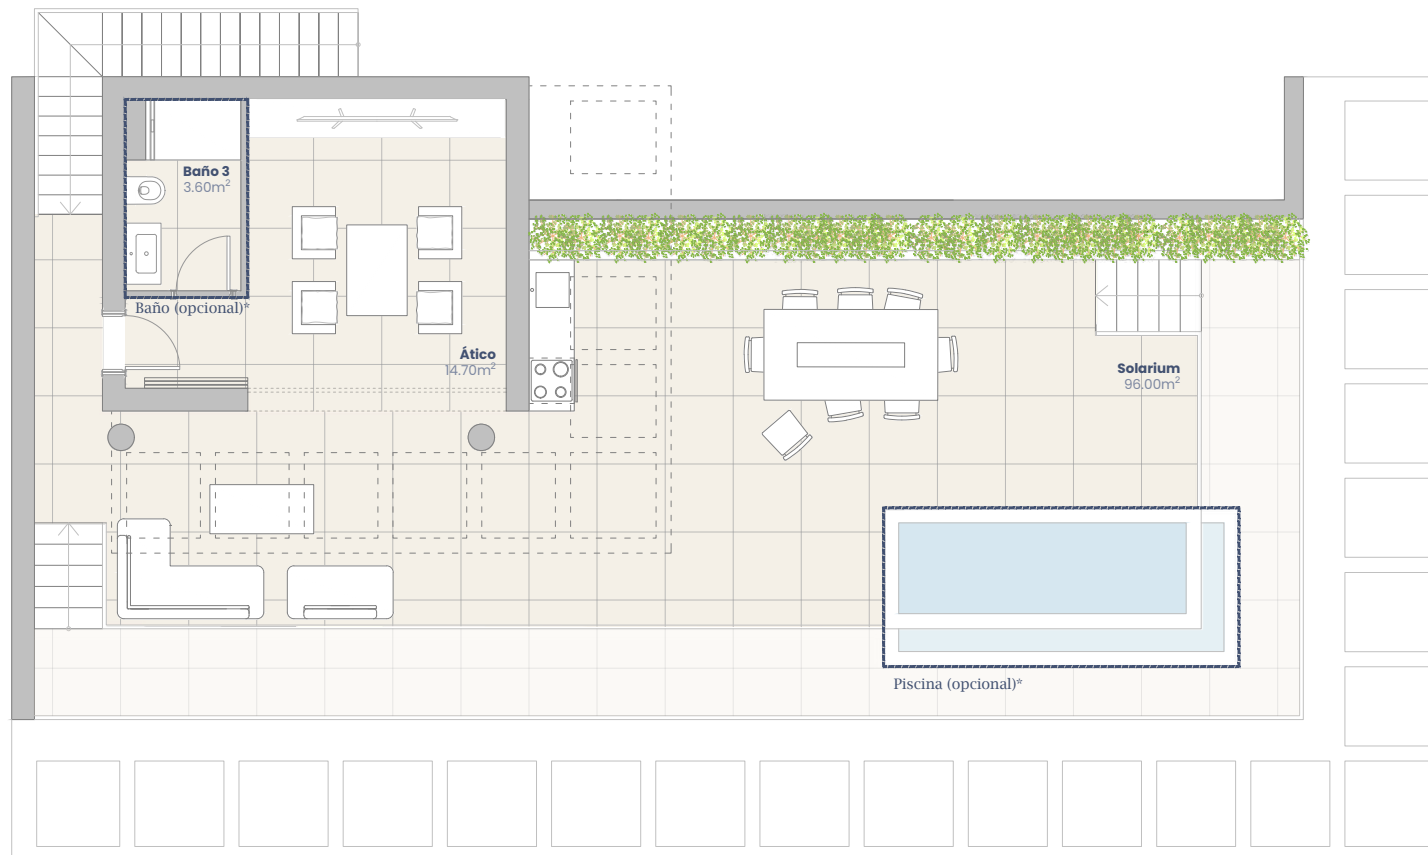 Baño 3
3.60m²
Baño (opcional)*
Ático
14.70m²
Solarium
96.00m²
Piscina (opcional)*